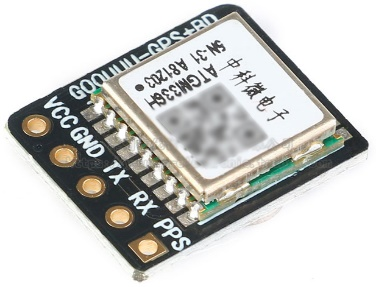 GOOUUU-GPS+BD
中科微电子
ATGM336H
5N-31 A81203
VCC GND TX RX PPS